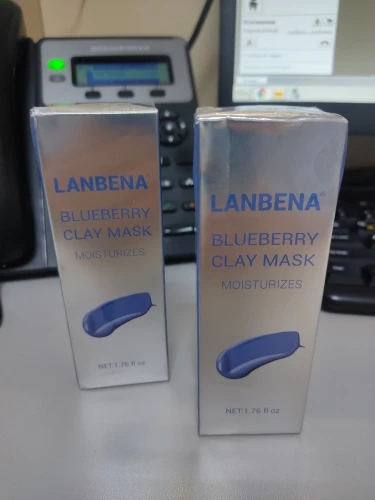 LANBENA
BLUEBERRY
CLAY MASK
MOISTURIZES
NET:1.76 fl oz
LANBENA®
BLUEBERRY
CLAY MASK
MOISTURIZES
NET:1.76 fl oz